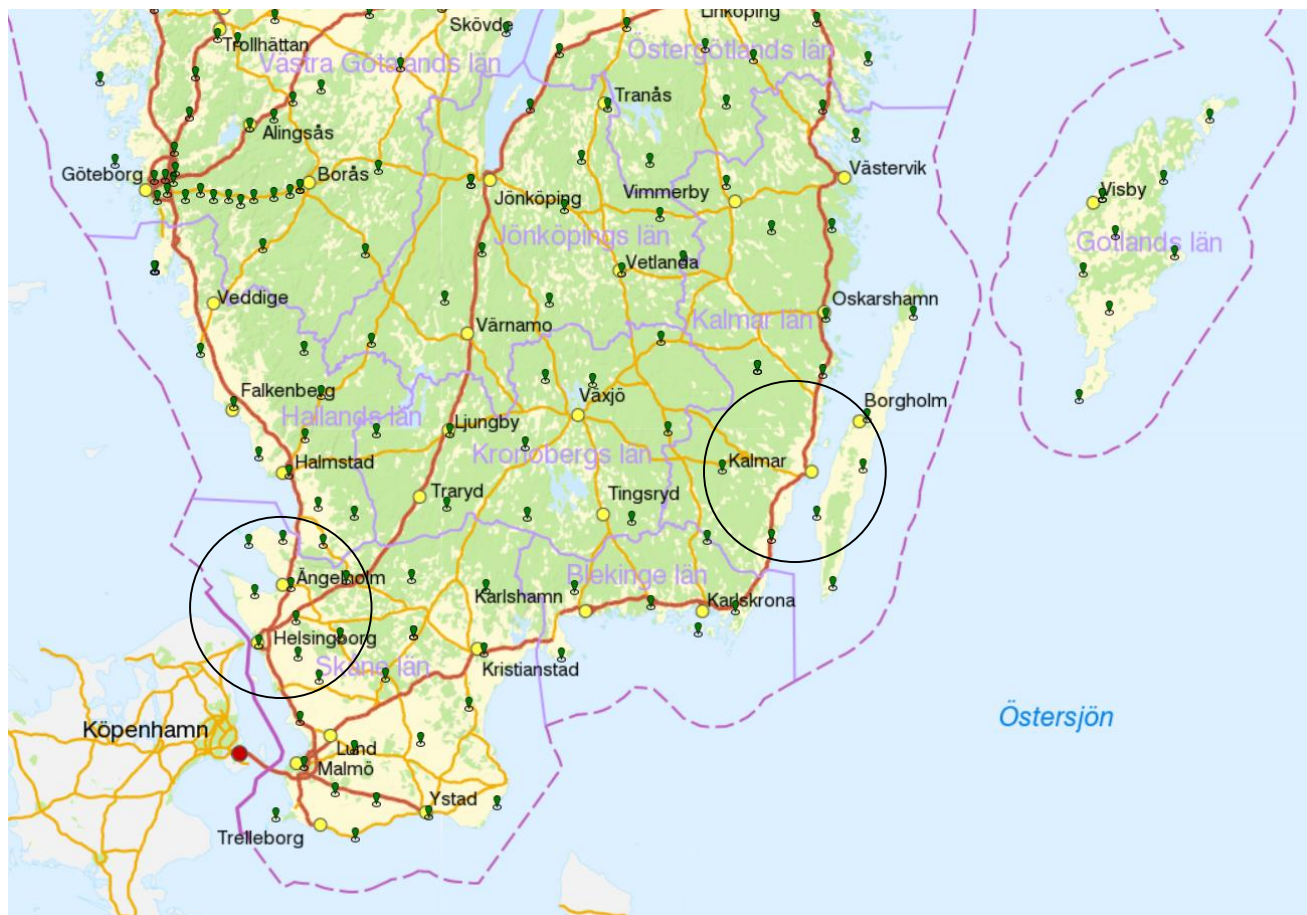 Skövde
Linköping
Trollhättan
Västra Götalands län
Östergötlands län
Tranås
Alingsås
Göteborg
Borås
Västervik
Jönköping
Vimmerby
Visby
Jönköpings län
Gotlands län
Vetlanda
Veddige
Oskarshamn
Kalmar län
Värnamo
Falkenberg
Växjö
Borgholm
Hallands län
Ljungby
Kronobergs län
Kalmar
Halmstad
Traryd
Tingsryd
Ängelholm
Blekinge län
Karlshamn
Karlskrona
Helsingborg
Skåne län
Kristianstad
Östersjön
Köpenhamn
Lund
Malmö
Ystad
Trelleborg